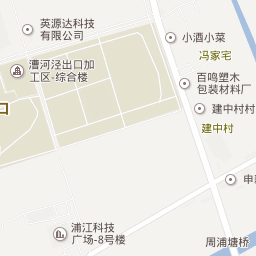 英源达科技
有限公司
小酒小菜
冯家宅
漕河泾出口加
工区-综合楼
百鸣塑木
包装材料厂
口
建中村村
建中村
申
浦江科技
广场-8号楼
周浦塘桥